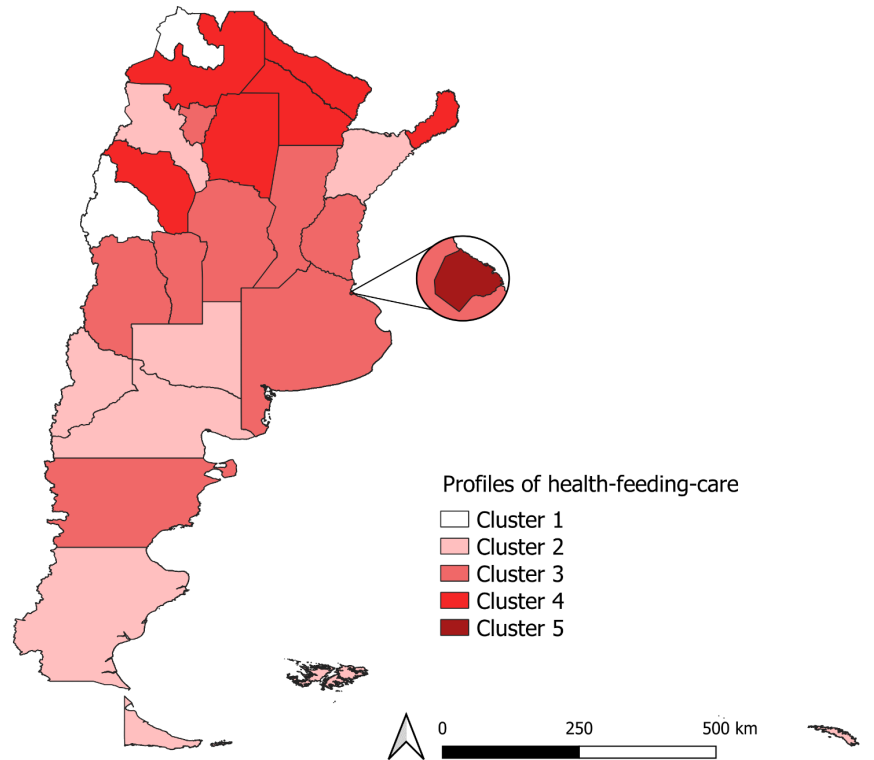 Profiles of health-feeding-care
Cluster 1
Cluster 2
Cluster 3
Cluster 4
Cluster 5
0 250 500 km